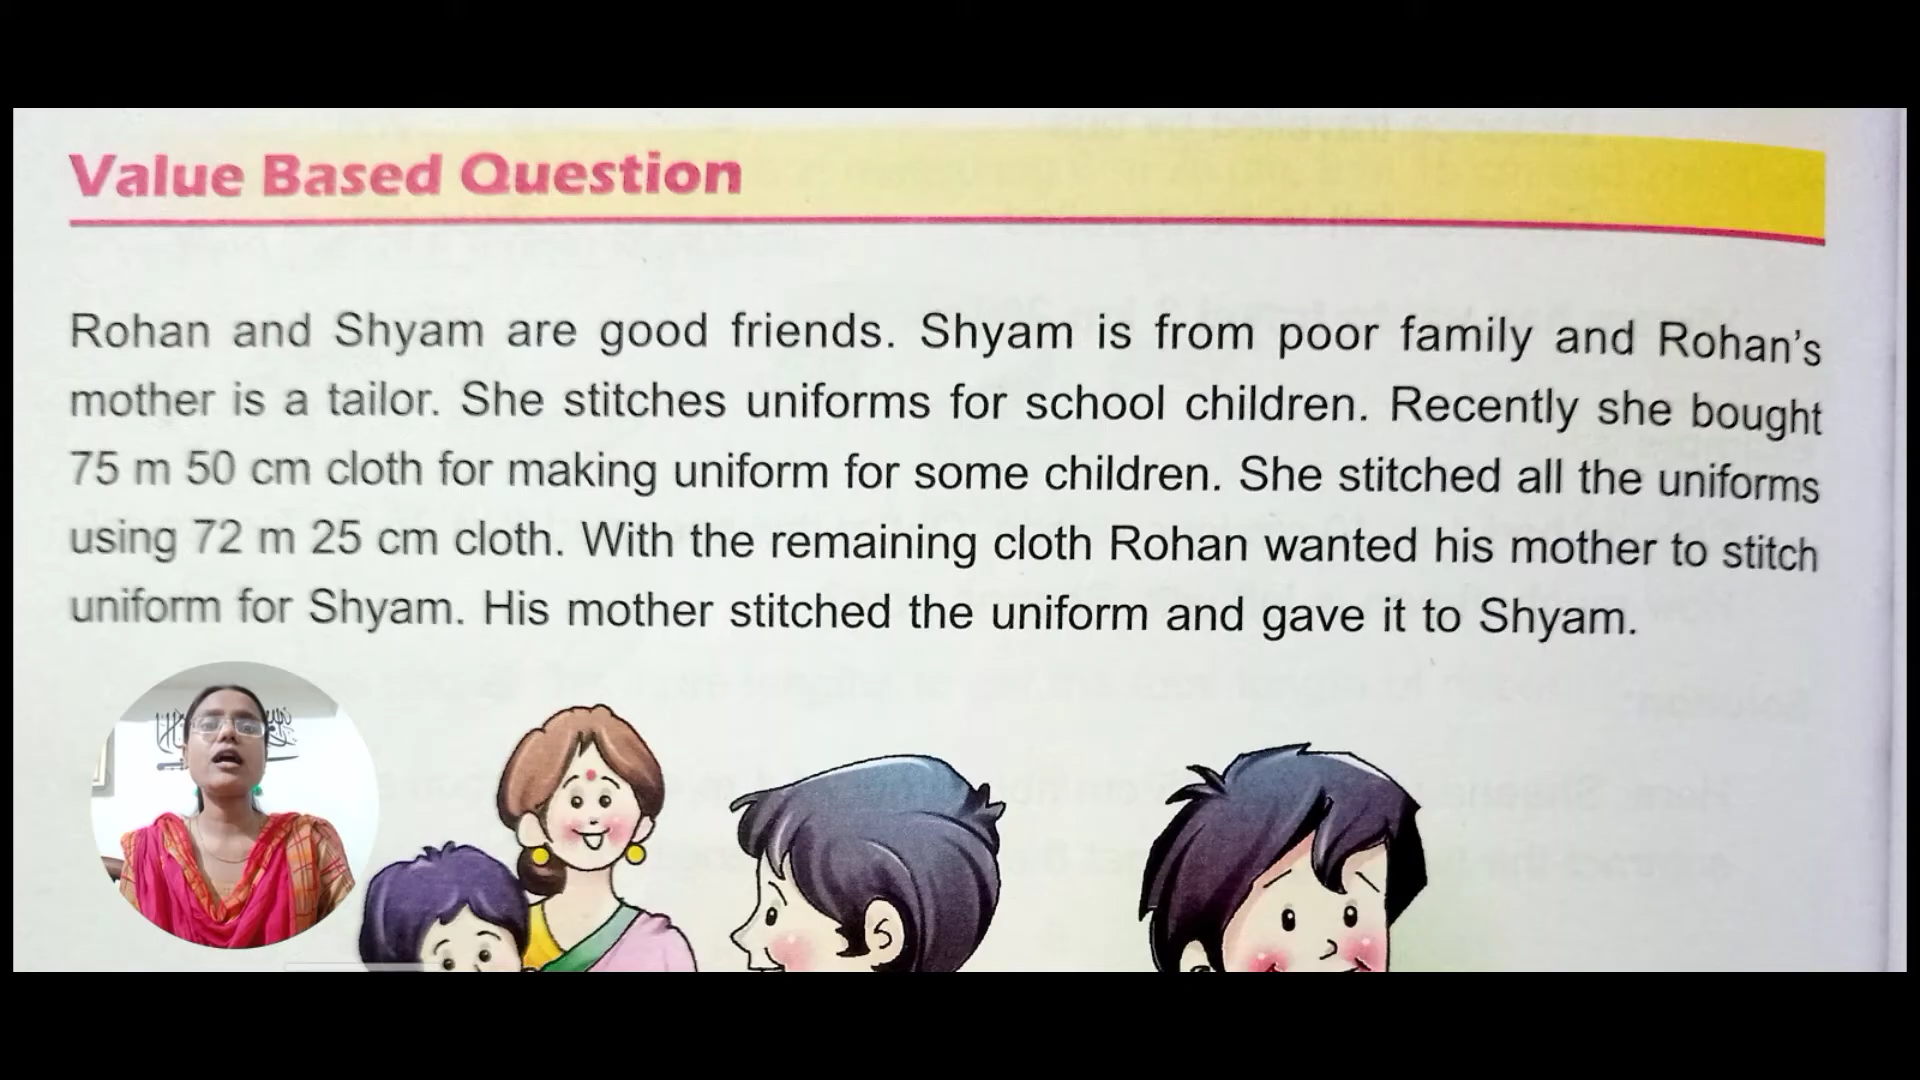 Value Based Question
Rohan and Shyam are good friends. Shyam is from poor family and Rohan's
mother is a tailor. She stitches uniforms for school children. Recently she bought
75 m 50 cm cloth for making uniform for some children. She stitched all the uniforms
using 72 m 25 cm cloth. With the remaining cloth Rohan wanted his mother to stitch
uniform for Shyam. His mother stitched the uniform and gave it to Shyam.